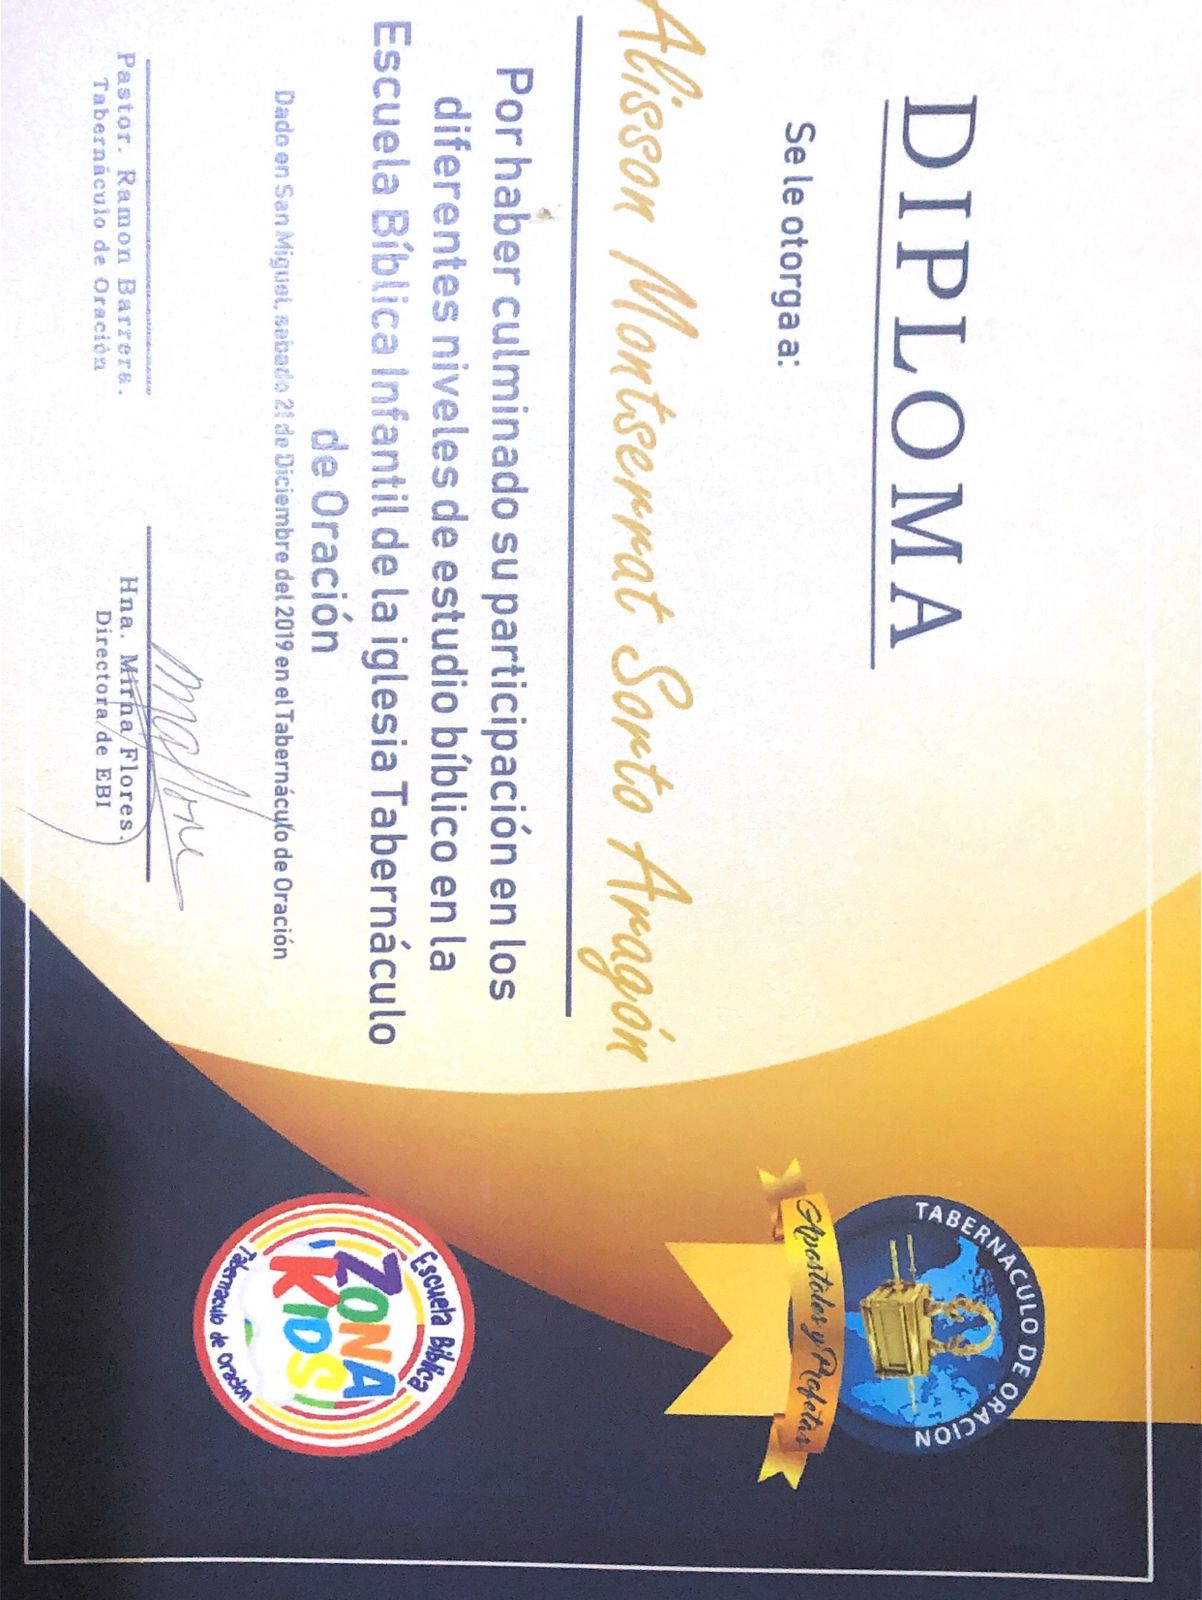 DIPLOMA
Se le otorga a:
Alisson Montserrat Sorto Aragón
Por haber culminado su participación en los
diferentes niveles de estudio bíblico en la
Escuela Bíblica Infantil de la iglesia Tabernáculo
de Oración
Dado en San Miguel, sabado 21 de Diciembre del 2019 en el Tabernáculo de Oración
Pastor. Ramon Barrera.
Tabernáculo de Oración
Hna. Mirna Flores.
Directora de EBI
TABERNACULO DE ORACION
Apostóles y Profetas
Escuela Bíblica
ZONA
KIDS
Tabernaculo de Oracion